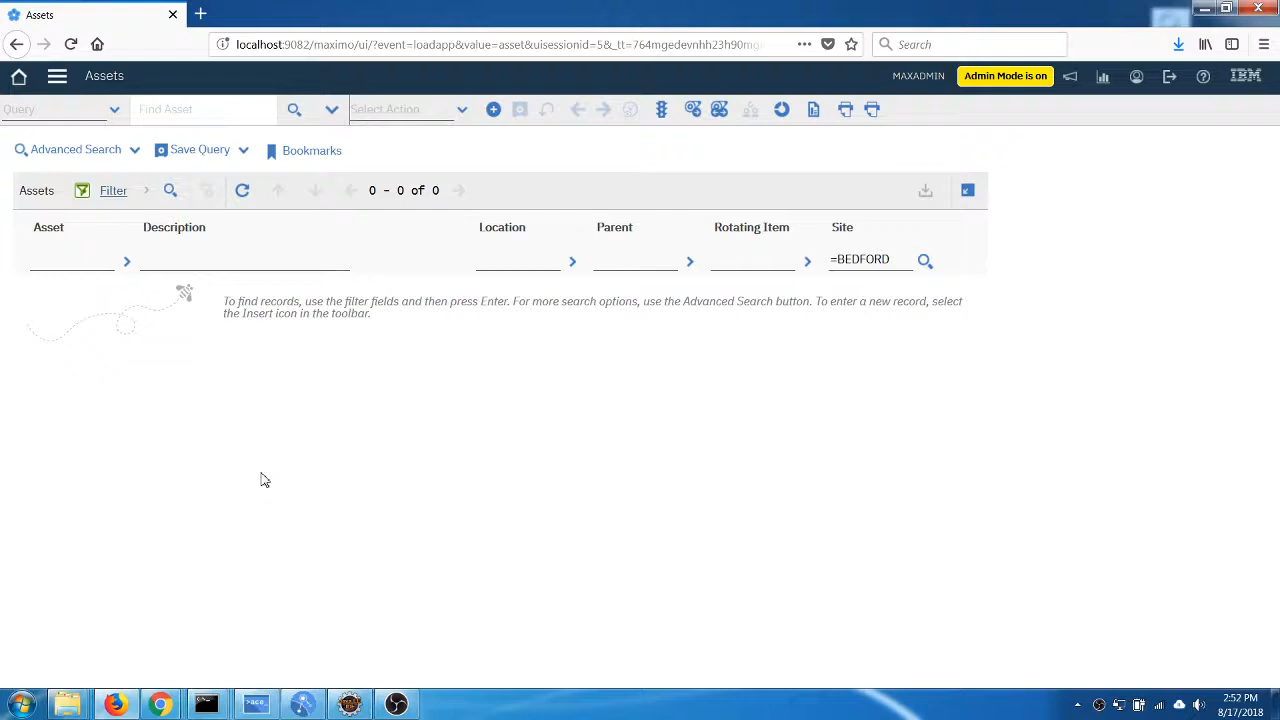 Assets
localhost:9082/maximo/ui/?event=loadapp&value=asset&uisessionid=5&_tt=764mgedevnhh23h90mg
Search
Assets
MAXADMIN
Admin Mode is on
IBM
Query
Find Asset
Select Action
Advanced Search
Save Query
Bookmarks
Assets Filter 0 - 0 of 0
Asset Description Location Parent Rotating Item Site
=BEDFORD
To find records, use the filter fields and then press Enter. For more search options, use the Advanced Search button. To enter a new record, select
the Insert icon in the toolbar.
>ace_
2:52 PM
8/17/2018